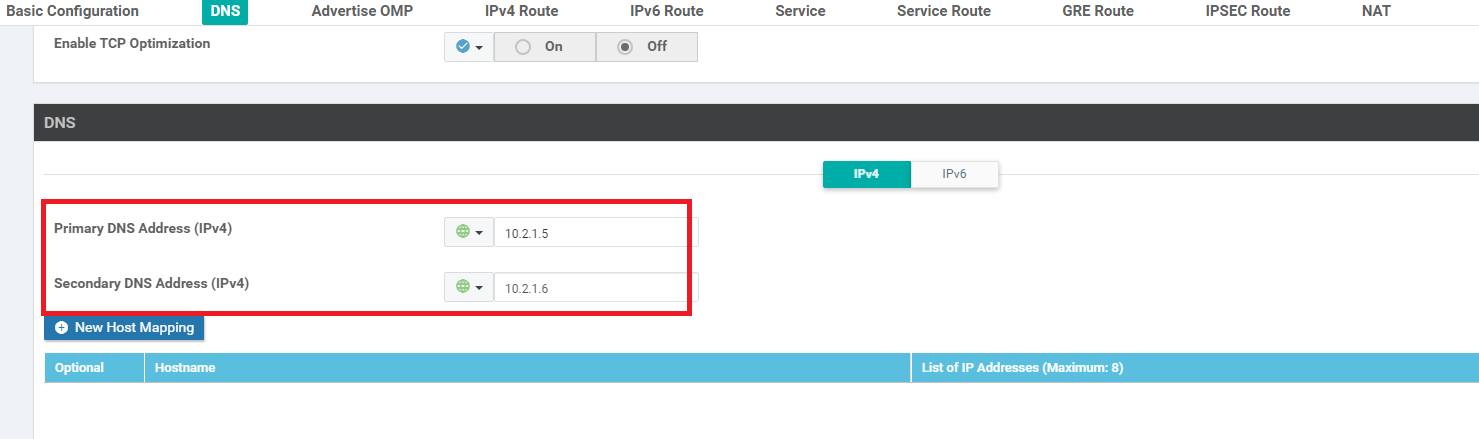 Basic Configuration DNS Advertise OMP IPv4 Route IPv6 Route Service Service Route GRE Route IPSEC Route NAT
Enable TCP Optimization On Off
DNS
IPv4 IPv6
Primary DNS Address (IPv4) 10.2.1.5
Secondary DNS Address (IPv4) 10.2.1.6
New Host Mapping
Optional Hostname List of IP Addresses (Maximum: 8)